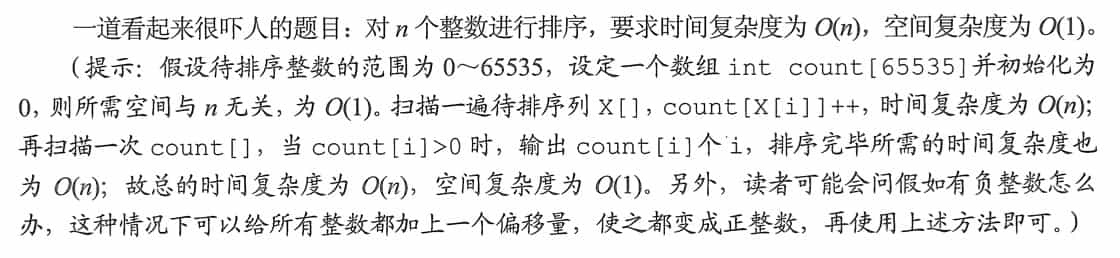 一道看起来很吓人的题目：对 n 个整数进行排序，要求时间复杂度为 O(n)，空间复杂度为 O(1)。
（提示：假设待排序整数的范围为 0～65535，设定一个数组 int count[65535]并初始化为
0，则所需空间与 n 无关，为 O(1)。扫描一遍待排序列 X[]，count[X[i]]++，时间复杂度为 O(n)；
再扫描一次 count[]，当 count[i]>0 时，输出 count[i]个 i，排序完毕所需的时间复杂度也
为 O(n)；故总的时间复杂度为 O(n)，空间复杂度为 O(1)。另外，读者可能会问假如有负整数怎么
办，这种情况下可以给所有整数都加上一个偏移量，使之都变成正整数，再使用上述方法即可。）